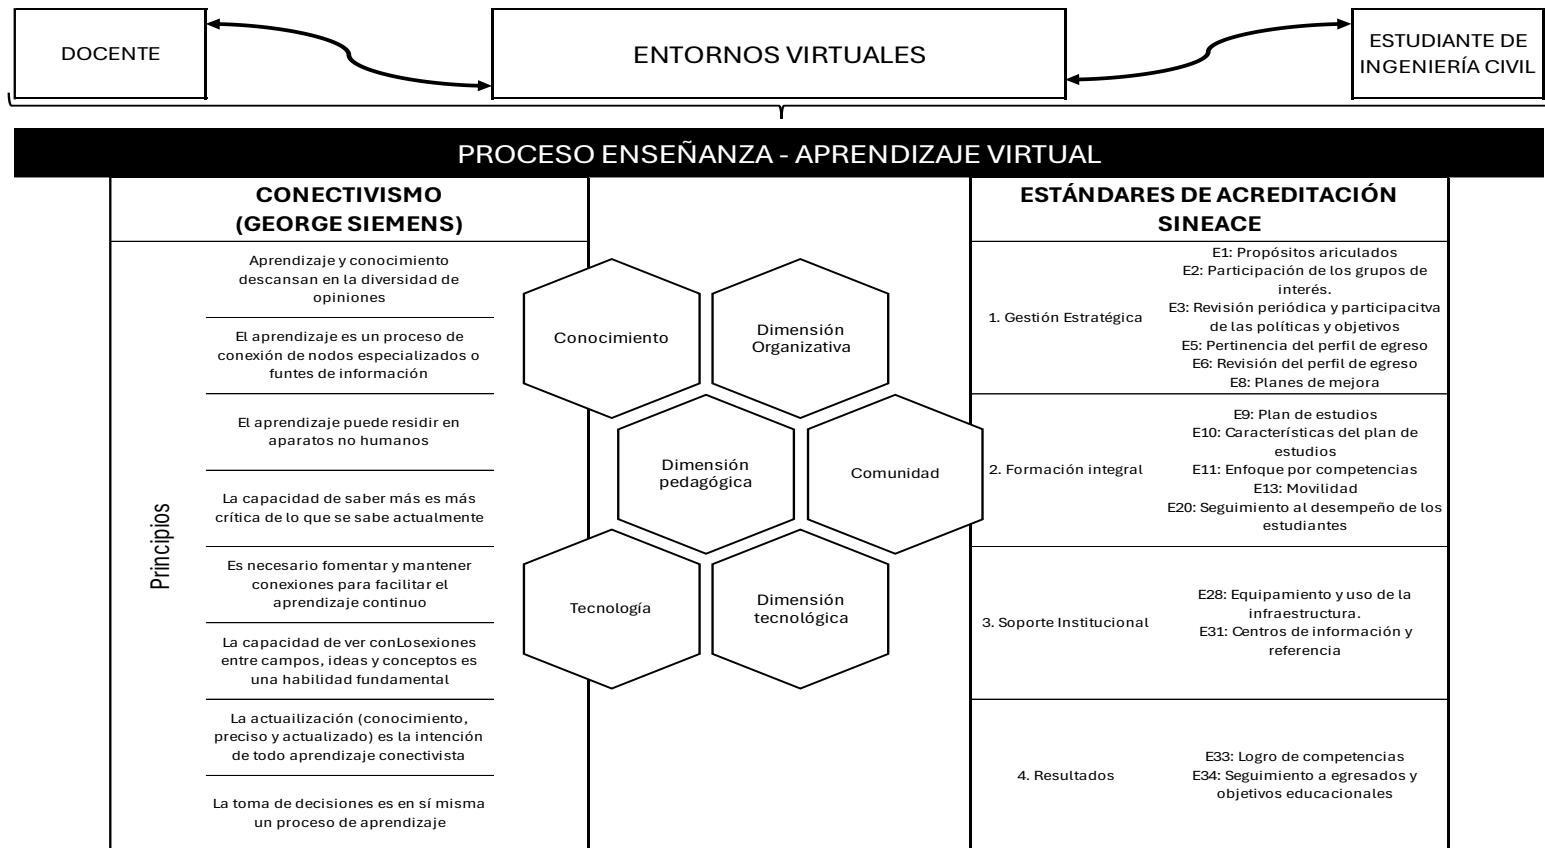 DOCENTE
ENTORNOS VIRTUALES
ESTUDIANTE DE
INGENIERÍA CIVIL
PROCESO ENSEÑANZA - APRENDIZAJE VIRTUAL
CONECTIVISMO
(GEORGE SIEMENS)
Principios
Aprendizaje y conocimiento
descansan en la diversidad de
opiniones
El aprendizaje es un proceso de
conexión de nodos especializados o
funtes de información
El aprendizaje puede residir en
aparatos no humanos
La capacidad de saber más es más
crítica de lo que se sabe actualmente
Es necesario fomentar y mantener
conexiones para facilitar el
aprendizaje continuo
La capacidad de ver conLosexiones
entre campos, ideas y conceptos es
una habilidad fundamental
La actuailización (conocimiento,
preciso y actualizado) es la intención
de todo aprendizaje conectivista
La toma de decisiones es en sí misma
un proceso de aprendizaje
Conocimiento
Dimensión
Organizativa
Dimensión
pedagógica
Comunidad
Tecnología
Dimensión
tecnológica
ESTÁNDARES DE ACREDITACIÓN
SINEACE
1. Gestión Estratégica
E1: Propósitos ariculados
E2: Participación de los grupos de
interés.
E3: Revisión periódica y participacitva
de las políticas y objetivos
E5: Pertinencia del perfil de egreso
E6: Revisión del perfil de egreso
E8: Planes de mejora
2. Formación integral
E9: Plan de estudios
E10: Características del plan de
estudios
E11: Enfoque por competencias
E13: Movilidad
E20: Seguimiento al desempeño de los
estudiantes
3. Soporte Institucional
E28: Equipamiento y uso de la
infraestructura.
E31: Centros de información y
referencia
4. Resultados
E33: Logro de competencias
E34: Seguimiento a egresados y
objetivos educacionales